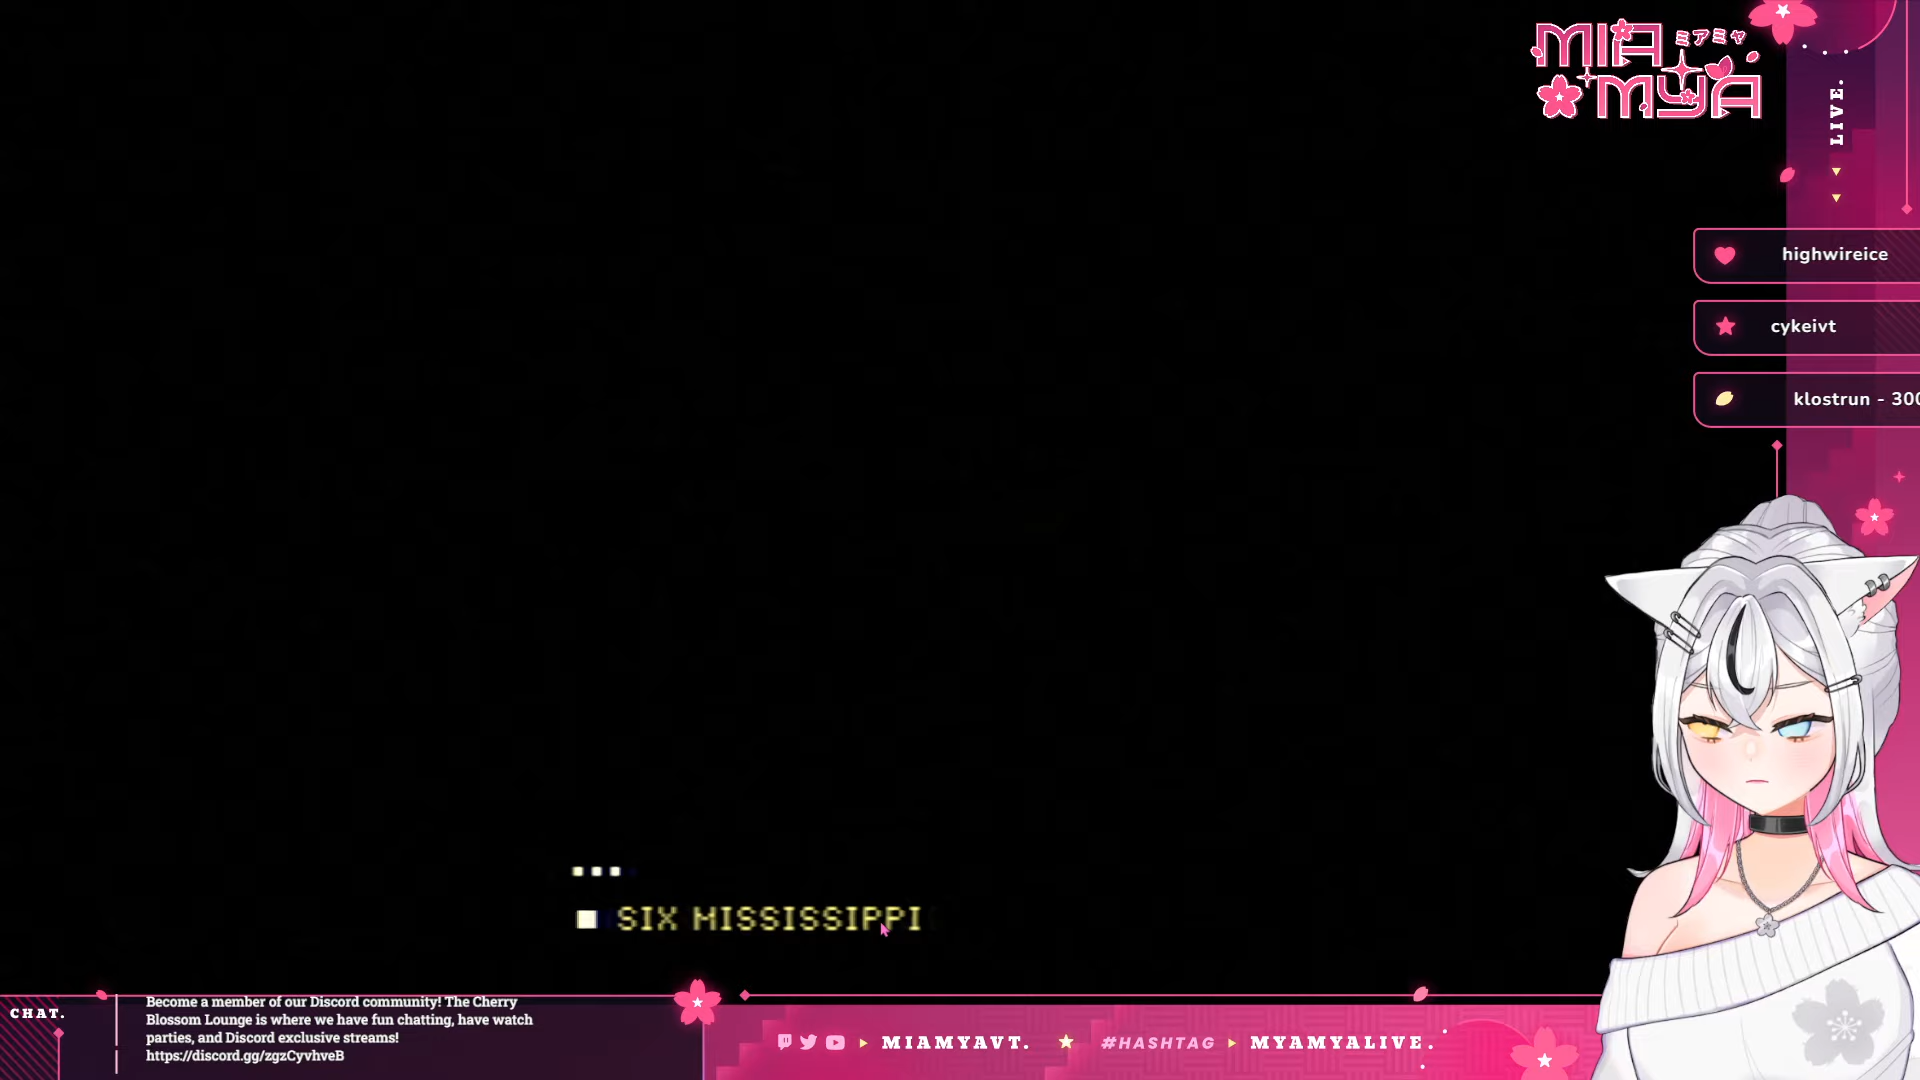 MIA ミアミヤ
MYA
LIVE.
highwireice
cykeivt
klostrun - 300
...
SIX MISSISSIPPI
CHAT.
Become a member of our Discord community! The Cherry
Blossom Lounge is where we have fun chatting, have watch
parties, and Discord exclusive streams!
https://discord.gg/zgzCyvhveB
MIAMYAVT.
#HASHTAG
MYAMYALIVE.